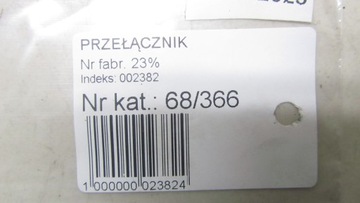 PRZEŁĄCZNIK
Nr fabr. 23%
Indeks: 002382
Nr kat.: 68/366
1 000000 023824